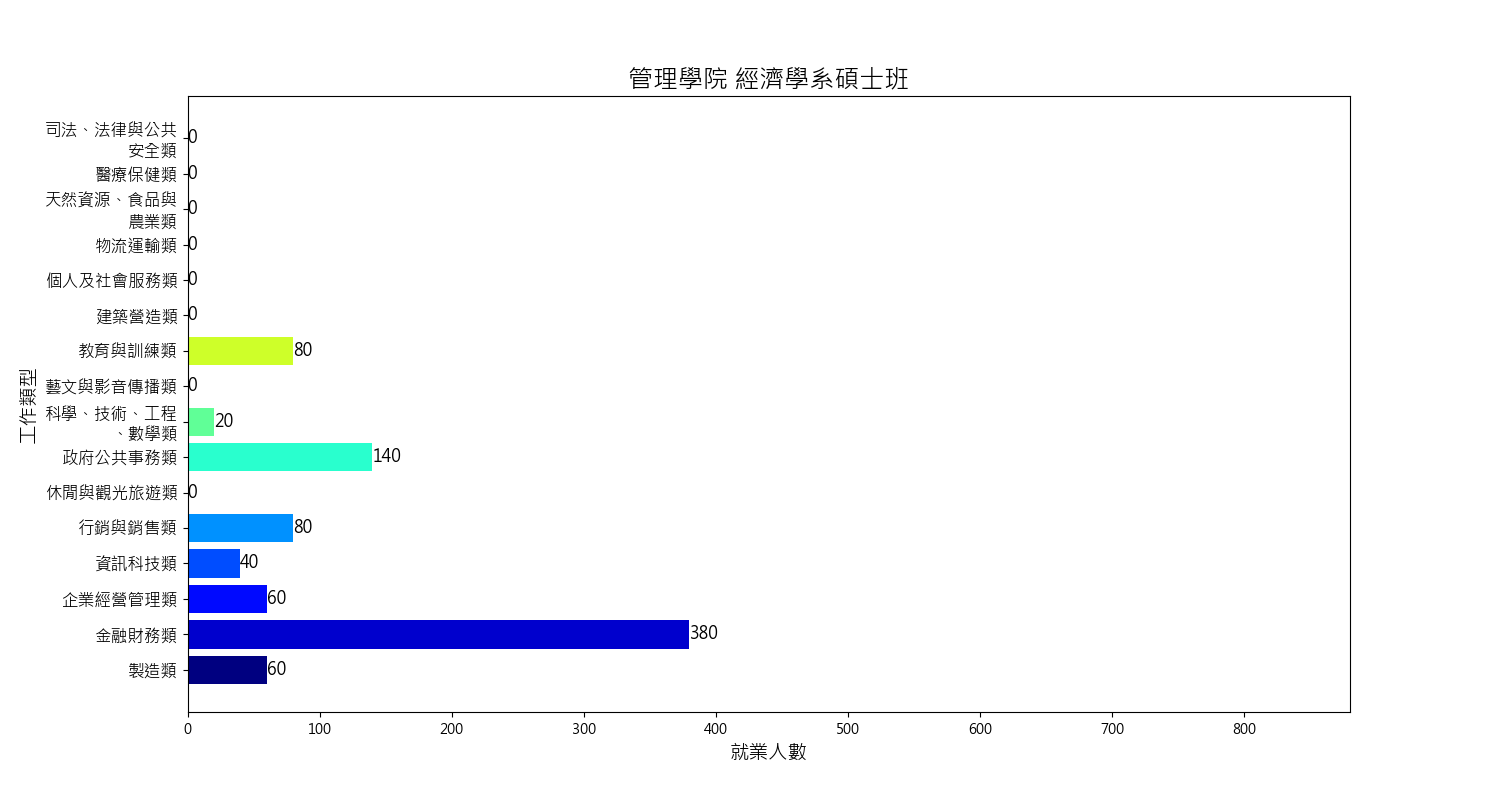 管理學院 經濟學系碩士班
司法、法律與公共
安全類
0
醫療保健類
0
天然資源、食品與
農業類
0
物流運輸類
0
個人及社會服務類
0
建築營造類
0
教育與訓練類
80
藝文與影音傳播類
0
科學、技術、工程
、數學類
20
政府公共事務類
140
休閒與觀光旅遊類
0
行銷與銷售類
80
資訊科技類
40
企業經營管理類
60
金融財務類
380
製造類
60
工作類型
0 100 200 300 400 500 600 700 800
就業人數